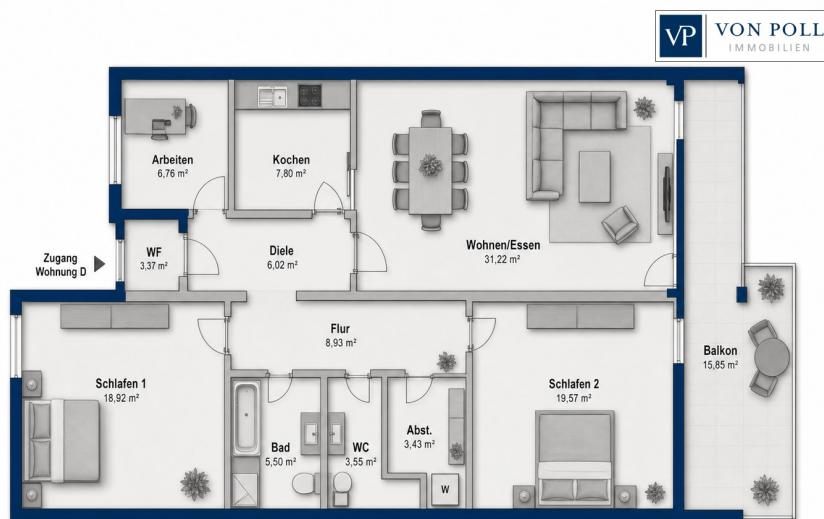 VP
VON POLL
IMMOBILIEN
Arbeiten
6,76 m²
Kochen
7,80 m²
Wohnen/Essen
31,22 m²
Zugang
Wohnung D
WF
3,37 m²
Diele
6,02 m²
Flur
8,93 m²
Balkon
15,85 m²
Schlafen 1
18,92 m²
Schlafen 2
19,57 m²
Bad
5,50 m²
WC
3,55 m²
Abst.
3,43 m²
W